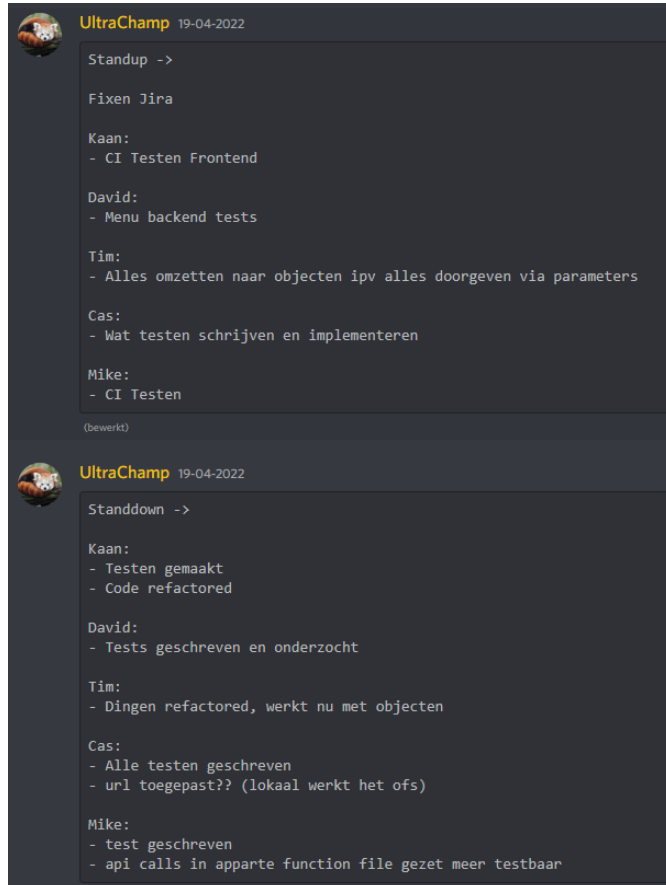 UltraChamp 19-04-2022
Standup ->
Fixen Jira
Kaan:
- CI Testen Frontend
David:
- Menu backend tests
Tim:
- Alles omzetten naar objecten ipv alles doorgeven via parameters
Cas:
- Wat testen schrijven en implementeren
Mike:
- CI Testen
(bewerkt)
UltraChamp 19-04-2022
Standdown ->
Kaan:
- Testen gemaakt
- Code refactored
David:
- Tests geschreven en onderzocht
Tim:
- Dingen refactored, werkt nu met objecten
Cas:
- Alle testen geschreven
- url toegepast?? (lokaal werkt het ofs)
Mike:
- test geschreven
- api calls in apparte function file gezet meer testbaar